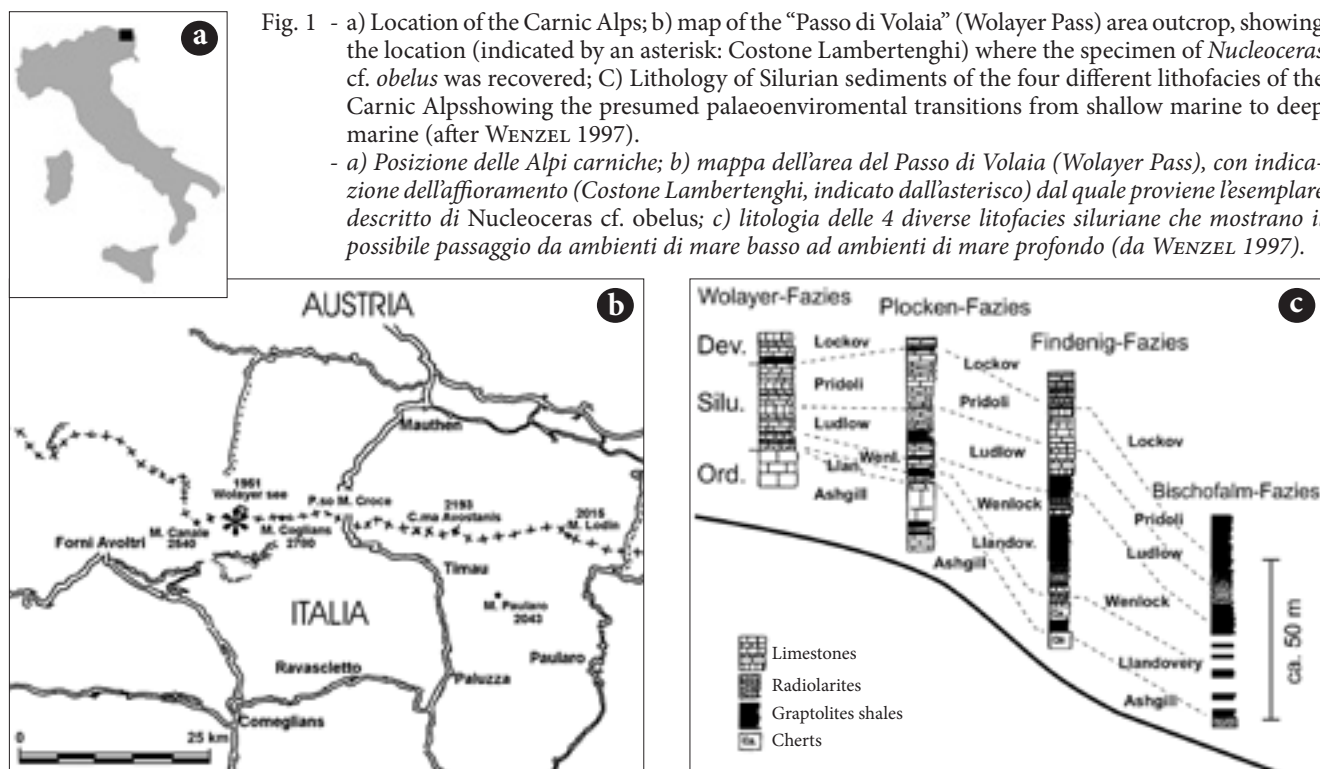 a
Fig. 1 - a) Location of the Carnic Alps; b) map of the “Passo di Volaia” (Wolayer Pass) area outcrop, showing
the location (indicated by an asterisk: Costone Lambertenghi) where the specimen of Nucleoceras
cf. obelus was recovered; C) Lithology of Silurian sediments of the four different lithofacies of the
Carnic Alpsshowing the presumed palaeoenviromental transitions from shallow marine to deep
marine (after WENZEL 1997).
- a) Posizione delle Alpi carniche; b) mappa dell’area del Passo di Volaia (Wolayer Pass), con indica-
zione dell’affioramento (Costone Lambertenghi, indicato dall’asterisco) dal quale proviene l’esemplare
descritto di Nucleoceras cf. obelus; c) litologia delle 4 diverse litofacies siluriane che mostrano i
possibile passaggio da ambienti di mare basso ad ambienti di mare profondo (da WENZEL 1997).
b
AUSTRIA
Mauthen
1961
Wolayer see
P.so M. Croce
M. Canale
2540
M. Coglians
2780
2193
C.ma Avostanis
2015
M. Lodin
Forni Avoltri
Timau
M. Paularo
2043
ITALIA
Ravascletto
Paluzza
Paularo
Comeglians
0
25 km
c
Wolayer-Fazies
Plocken-Fazies
Findenig-Fazies
Bischofalm-Fazies
Dev.
Silu.
Ord.
Lockov
Pridoli
Ludlow
Wenl.
Llan.
Ashgill
Lockov
Pridoli
Ludlow
Wenlock
Llandov.
Ashgill
Lockov
Pridoli
Ludlow
Wenlock
Llandovery
Ashgill
ca. 50 m
Limestones
Radiolarites
Graptolites shales
Cherts